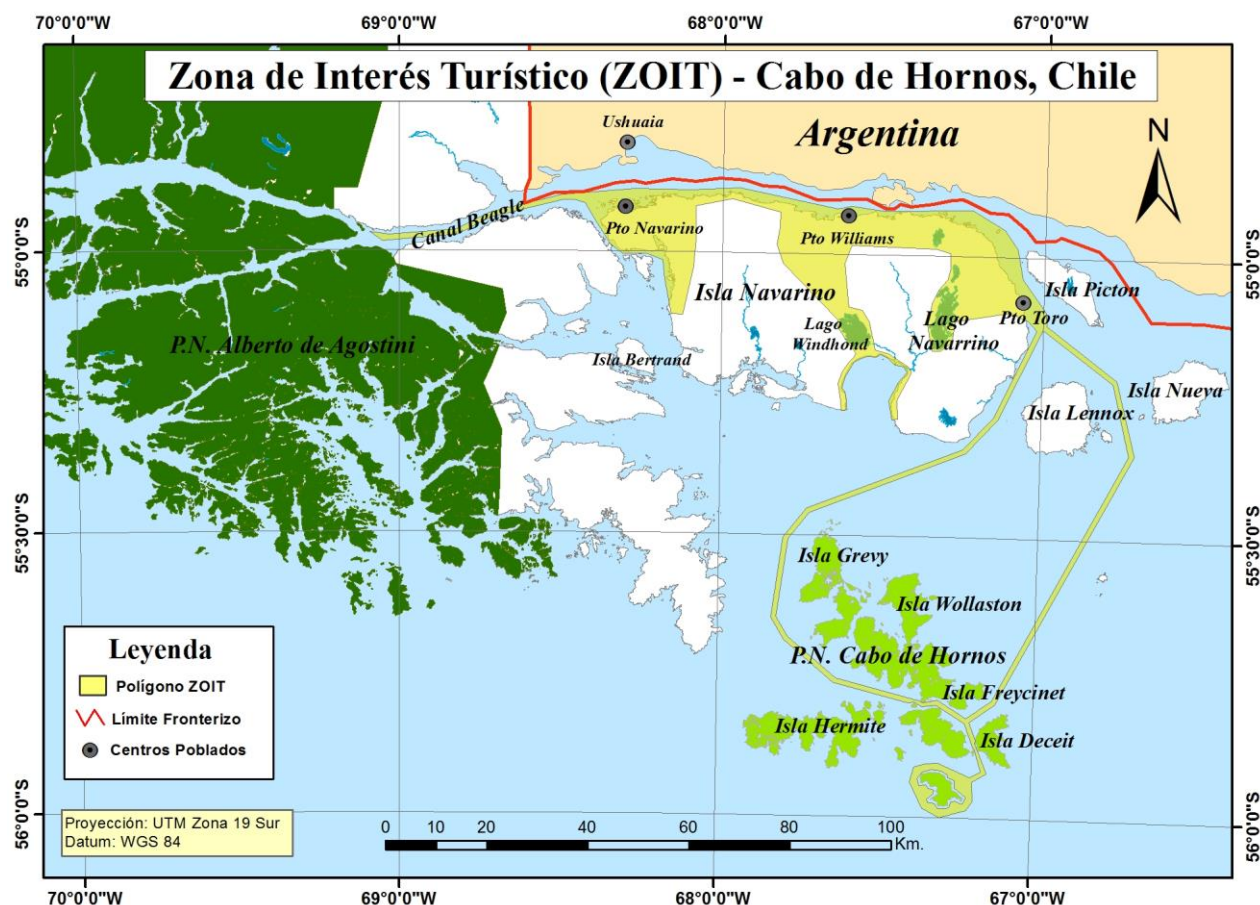 70°0'0"W
69°0'0"W
68°0'0"W
67°0'0"W
Zona de Interés Turístico (ZOIT) - Cabo de Hornos, Chile
Ushuaia
Argentina
N
Canal Beagle
Pto Navarino
Pto Williams
55°0'0"S
55°0'0"S
Isla Navarino
Isla Picton
Pto Toro
P.N. Alberto de Agostini
Isla Bertrand
Lago
Windhond
Lago
Navarrino
Isla Nueva
Isla Lennox
55°30'0"S
55°30'0"S
Isla Grevy
Isla Wollaston
P.N. Cabo de Hornos
Isla Freycinet
Isla Hermite
Isla Deceit
Leyenda
Polígono ZOIT
Límite Fronterizo
Centros Poblados
56°0'0"S
56°0'0"S
Proyección: UTM Zona 19 Sur
Datum: WGS 84
0 10 20 40 60 80 100
Km.
70°0'0"W
69°0'0"W
68°0'0"W
67°0'0"W